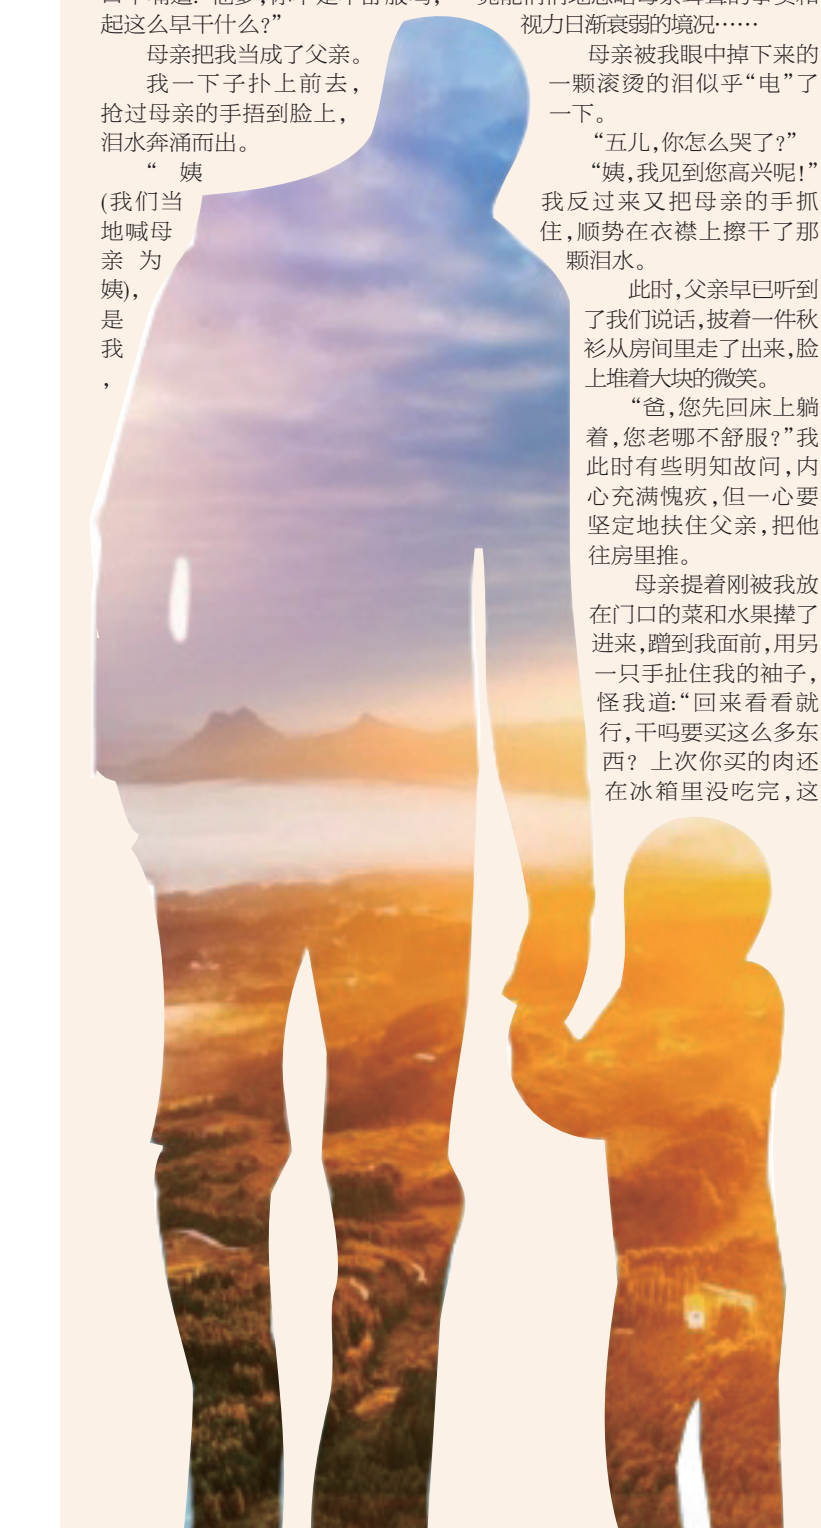 起这么早干什么?”
母亲把我当成了父亲。
我一下子扑上前去,
抢过母亲的手捂到脸上,
泪水奔涌而出。
“ 姨
(我们当
地喊母
亲 为
姨),
是
我
,
视力日渐衰弱的境况……
母亲被我眼中掉下来的
一颗滚烫的泪似乎“电”了
一下。
“五儿,你怎么哭了?”
“姨,我见到您高兴呢!”
我反过来又把母亲的手抓
住,顺势在衣襟上擦干了那
颗泪水。
此时,父亲早已听到
了我们说话,披着一件秋
衫从房间里走了出来,脸
上堆着大块的微笑。
“爸,您先回床上躺
着,您老哪不舒服?”我
此时有些明知故问,内
心充满愧疚,但一心要
坚定地扶住父亲,把他
往房里推。
母亲提着刚被我放
在门口的菜和水果撵了
进来,蹭到我面前,用另
一只手扯住我的袖子,
怪我道:“回来看看就
行,干吗要买这么多东
西? 上次你买的肉还
在冰箱里没吃完,这